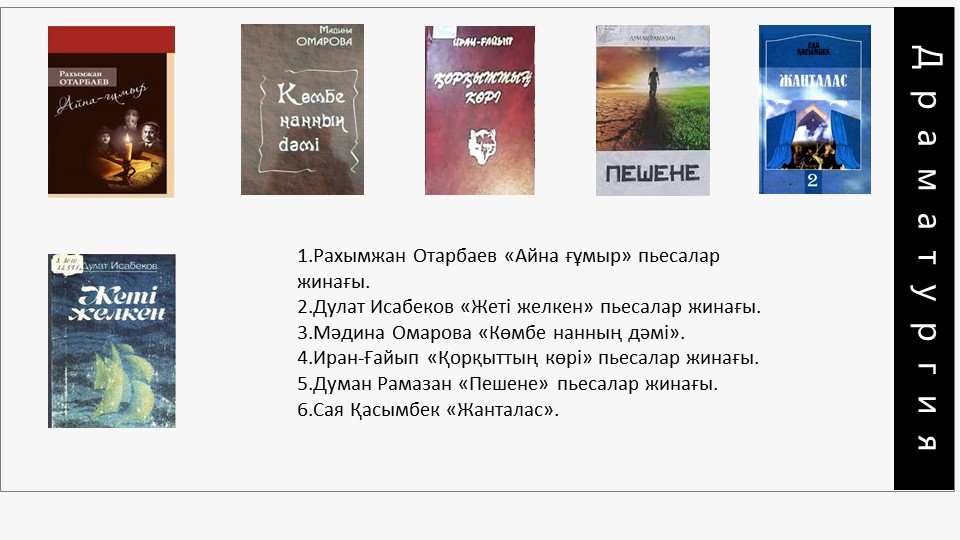 Рахымжан
ОТАРБАЕВ
Айна-ғұмыр
Мәдина
ОМАРОВА
Көмбе
нанның
дәмі
ИРАН-ҒАЙЫП
ҚОРҚЫТТЫҢ
КӨРІ
ДУМАН РАМАЗАН
ПЕШЕНЕ
САЯ
ҚАСЫМБЕК
ЖАНТАЛАС
2
Драматургия
Дулат Исабеков
Жеті
желкен
1.Рахымжан Отарбаев «Айна ғұмыр» пьесалар
жинағы.
2.Дулат Исабеков «Жеті желкен» пьесалар жинағы.
3.Мәдина Омарова «Көмбе нанның дәмі».
4.Иран-Ғайып «Қорқыттың көрі» пьесалар жинағы.
5.Думан Рамазан «Пешене» пьесалар жинағы.
6.Сая Қасымбек «Жанталас».